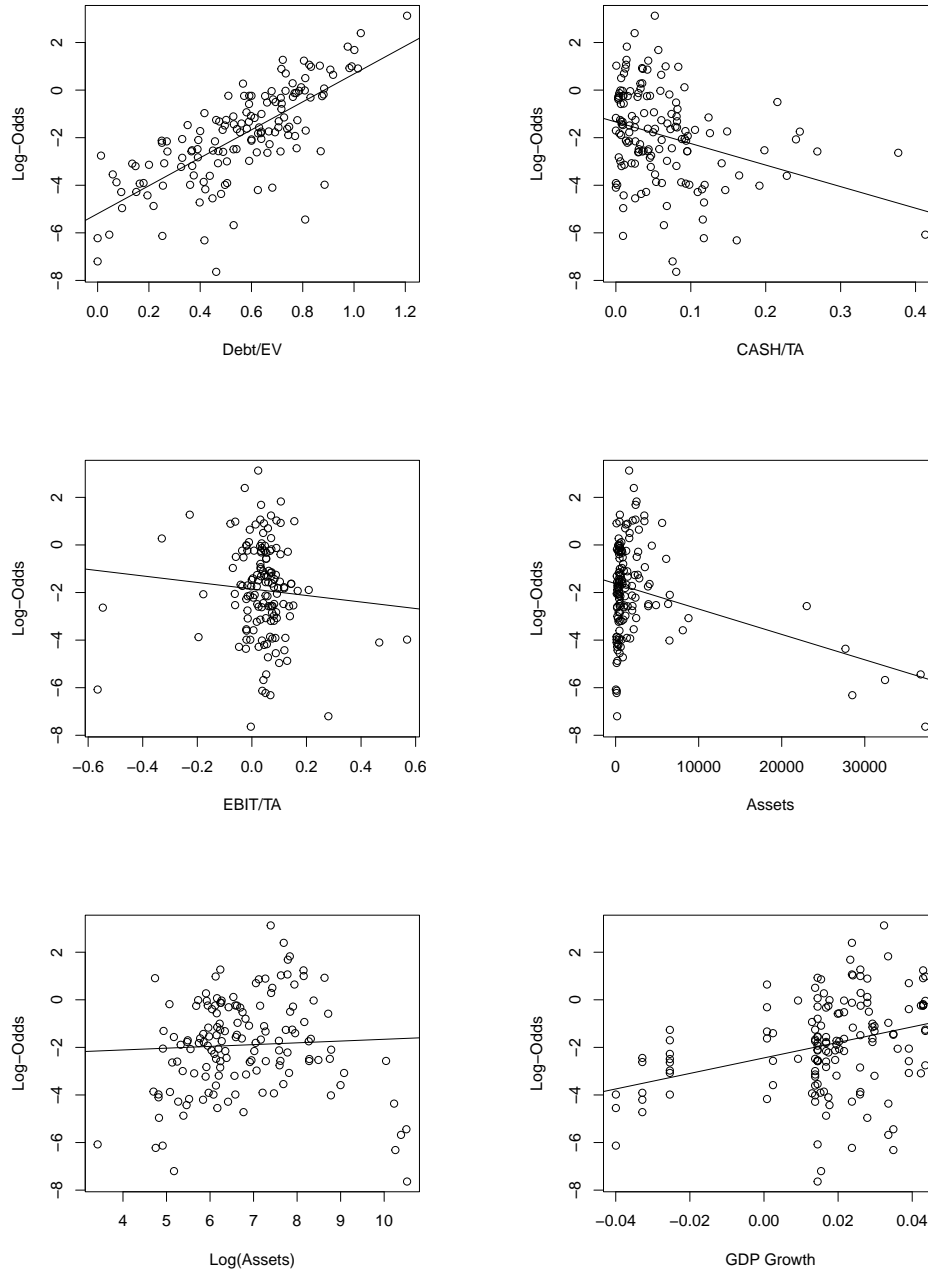 Log−Odds
2
0
−2
−4
−6
−8
0.0 0.2 0.4 0.6 0.8 1.0 1.2
Debt/EV
Log−Odds
2
0
−2
−4
−6
−8
0.0 0.1 0.2 0.3 0.4
CASH/TA
Log−Odds
2
0
−2
−4
−6
−8
−0.6 −0.4 −0.2 0.0 0.2 0.4 0.6
EBIT/TA
Log−Odds
2
0
−2
−4
−6
−8
0 10000 20000 30000
Assets
Log−Odds
2
0
−2
−4
−6
−8
4 5 6 7 8 9 10
Log(Assets)
Log−Odds
2
0
−2
−4
−6
−8
−0.04 −0.02 0.00 0.02 0.04
GDP Growth